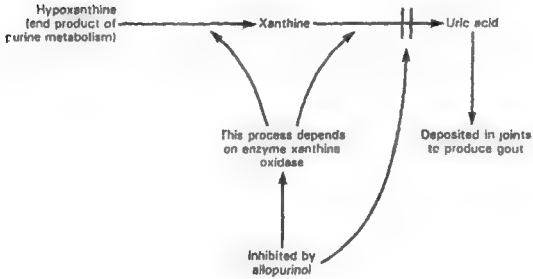 Hypoxanthine
(end product of
purine metabolism)
Xanthine
Uric acid
This process depends
on enzyme xanthine
oxidase
Deposited in joints
to produce gout
Inhibited by
allopurinol